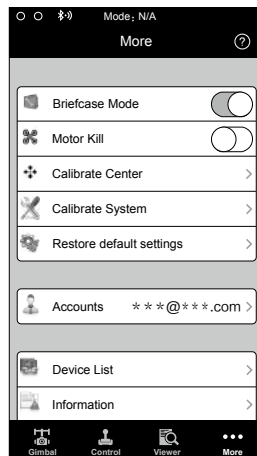 Mode: N/A
More ?
Briefcase Mode
Motor Kill
Calibrate Center
Calibrate System
Restore default settings
Accounts ***@***.com
Device List
Information
Gimbal Control Viewer More